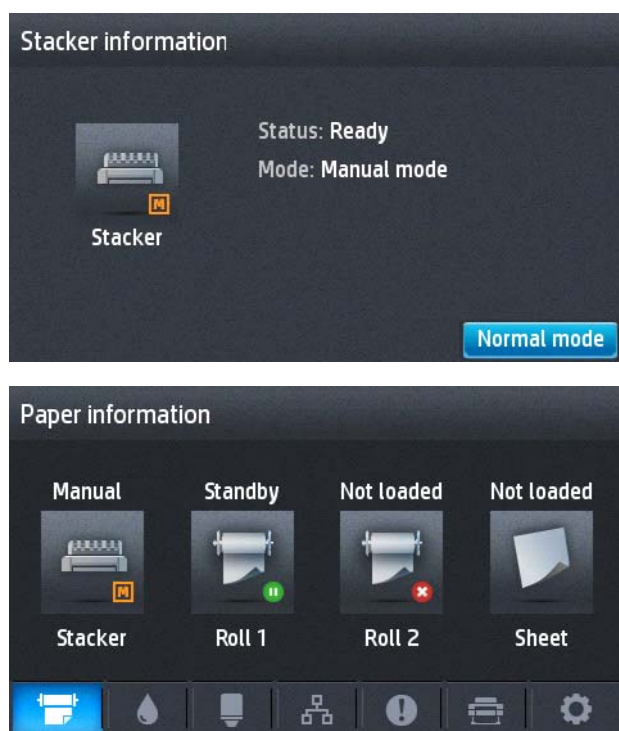 Stacker information
Status: Ready
Mode: Manual mode
M
Stacker
Normal mode
Paper information
Manual Standby Not loaded Not loaded
M
Stacker Roll 1 Roll 2 Sheet